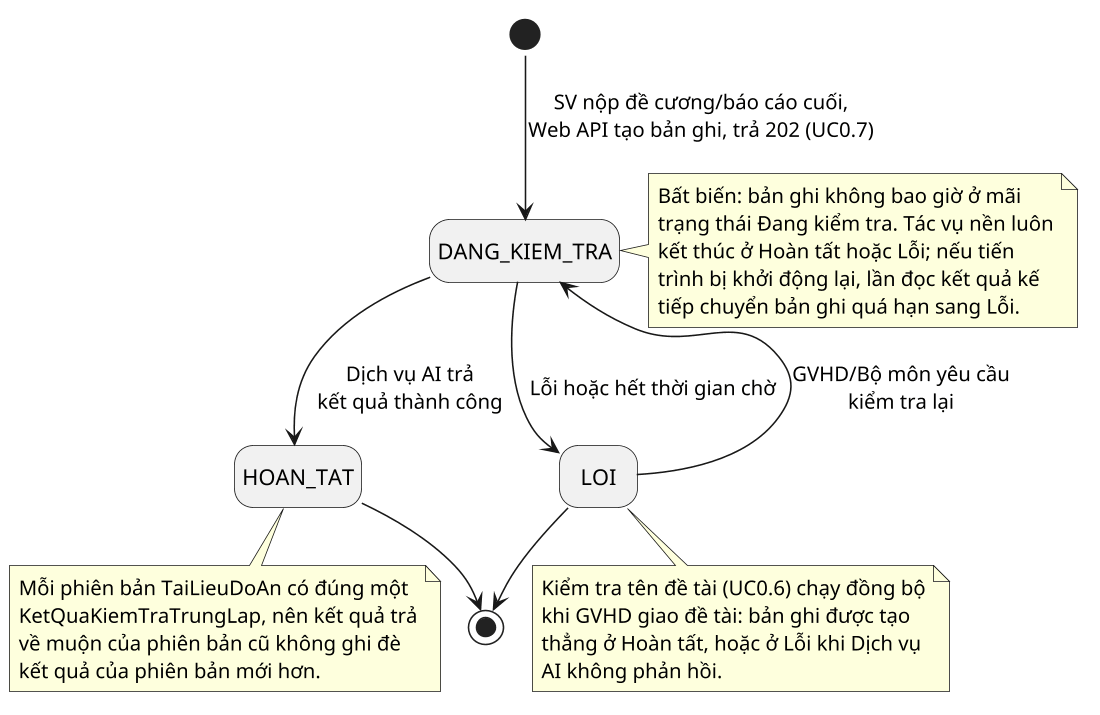 SV nộp đề cương/báo cáo cuối,
Web API tạo bản ghi, trả 202 (UC0.7)
Bất biến: bản ghi không bao giờ ở mãi
trạng thái Đang kiểm tra. Tác vụ nền luôn
kết thúc ở Hoàn tất hoặc Lỗi; nếu tiến
trình bị khởi động lại, lần đọc kết quả kế
tiếp chuyển bản ghi quá hạn sang Lỗi.
DANG_KIEM_TRA
Dịch vụ AI trả
kết quả thành công
Lỗi hoặc hết thời gian chờ
GVHD/Bộ môn yêu cầu
kiểm tra lại
HOAN_TAT
LOI
Mỗi phiên bản TaiLieuDoAn có đúng một
KetQuaKiemTraTrungLap, nên kết quả trả
về muộn của phiên bản cũ không ghi đè
kết quả của phiên bản mới hơn.
Kiểm tra tên đề tài (UC0.6) chạy đồng bộ
khi GVHD giao đề tài: bản ghi được tạo
thẳng ở Hoàn tất, hoặc ở Lỗi khi Dịch vụ
AI không phản hồi.